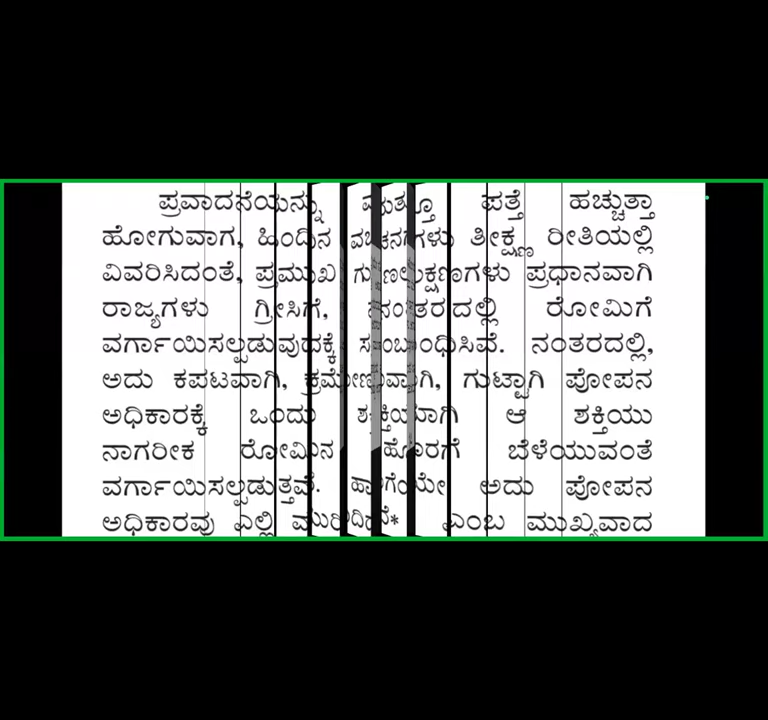 ಪ್ರವಾದನೆಯನ್ನು ಮತ್ತೂ ಪತ್ತೆ ಹಚ್ಚುತ್ತಾ
ಹೋಗುವಾಗ, ಹಿಂದಿನ ವಚನಗಳು ತೀಕ್ಷ್ಣ ರೀತಿಯಲ್ಲಿ
ವಿವರಿಸಿದಂತೆ, ಪ್ರಮುಖ ಗುಣಲಕ್ಷಣಗಳು ಪ್ರಧಾನವಾಗಿ
ರಾಜ್ಯಗಳು ಗ್ರೀಸಿಗೆ, ನಂತರದಲ್ಲಿ ರೋಮಿಗೆ
ವರ್ಗಾಯಿಸಲ್ಪಡುವುದಕ್ಕೆ ಸಂಬಂಧಿಸಿವೆ. ನಂತರದಲ್ಲಿ,
ಅದು ಕಪಟವಾಗಿ, ಕ್ರಮೇಣವಾಗಿ, ಗುಟ್ಟಾಗಿ ಪೋಪನ
ಅಧಿಕಾರಕ್ಕೆ ಒಂದು ಶಕ್ತಿಯಾಗಿ ಆ ಶಕ್ತಿಯು
ನಾಗರೀಕ ರೋಮಿನ ಹೊರಗೆ ಬೆಳೆಯುವಂತೆ
ವರ್ಗಾಯಿಸಲ್ಪಡುತ್ತವೆ. ಹಾಗೆಯೇ ಅದು ಪೋಪನ
ಅಧಿಕಾರವು ಎಲ್ಲಿ ಎಂಬ ಮುಖ್ಯವಾದ